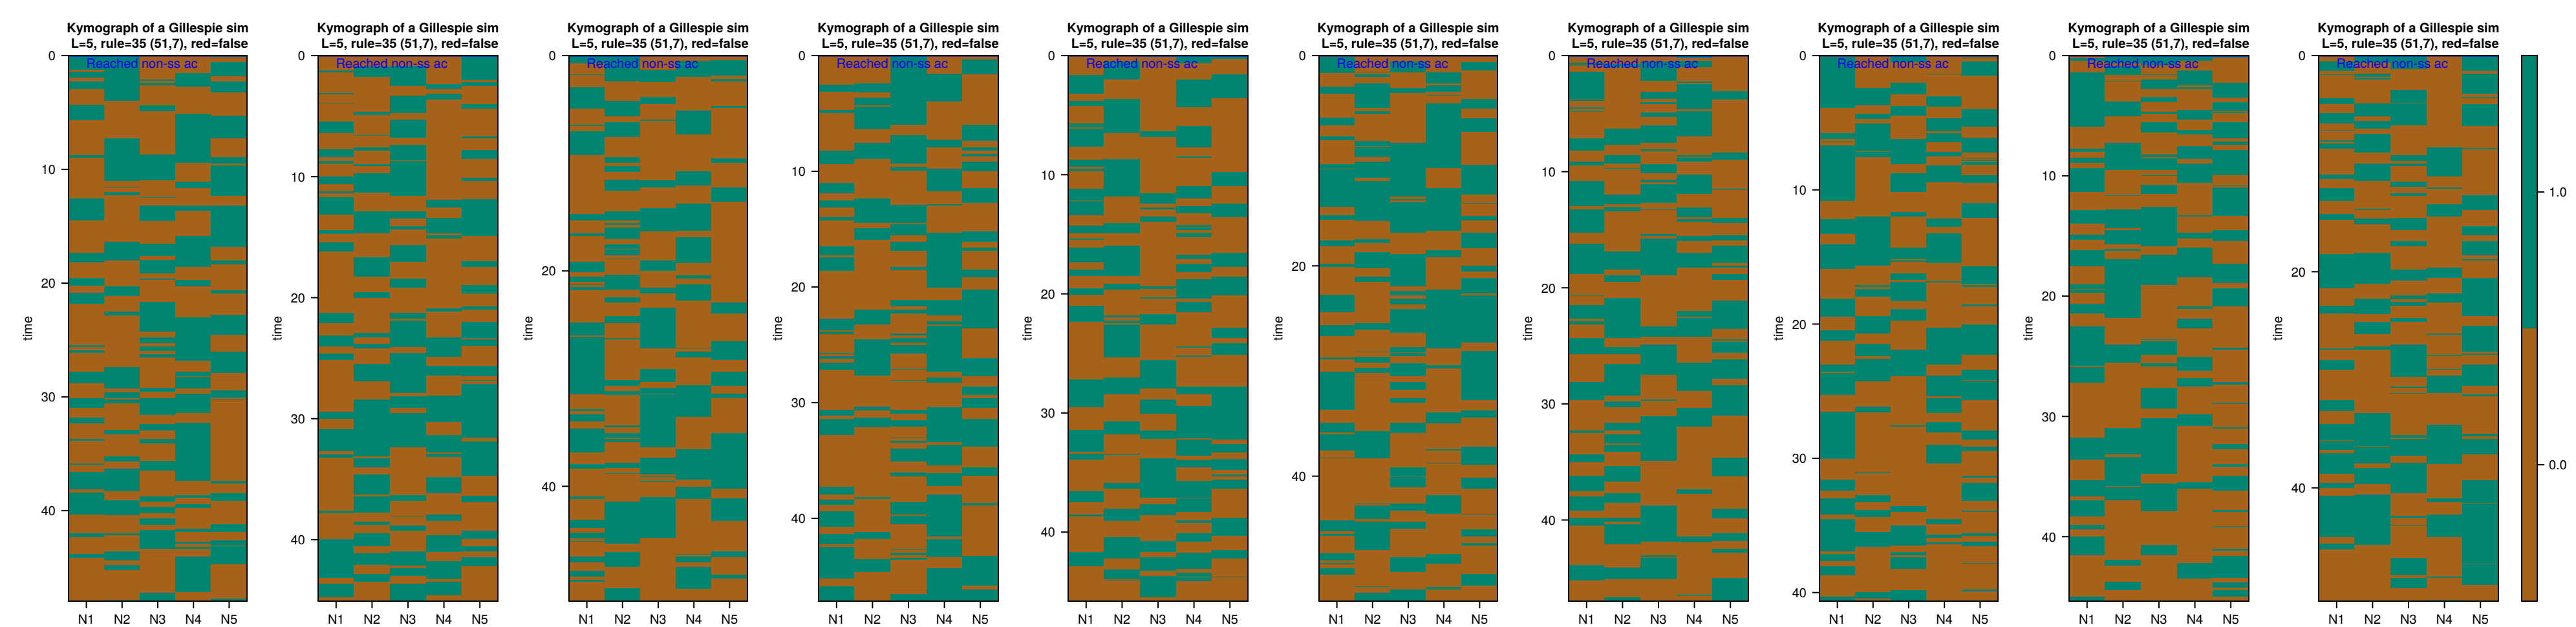 Kymograph of a Gillespie sim
L=5, rule=35 (51,7), red=false
Reached non-ss ac
time
0
10
20
30
40
N1 N2 N3 N4 N5
Kymograph of a Gillespie sim
L=5, rule=35 (51,7), red=false
Reached non-ss ac
time
0
10
20
30
40
N1 N2 N3 N4 N5
Kymograph of a Gillespie sim
L=5, rule=35 (51,7), red=false
Reached non-ss ac
time
0
20
40
N1 N2 N3 N4 N5
Kymograph of a Gillespie sim
L=5, rule=35 (51,7), red=false
Reached non-ss ac
time
0
10
20
30
40
N1 N2 N3 N4 N5
Kymograph of a Gillespie sim
L=5, rule=35 (51,7), red=false
Reached non-ss ac
time
0
10
20
30
40
N1 N2 N3 N4 N5
Kymograph of a Gillespie sim
L=5, rule=35 (51,7), red=false
Reached non-ss ac
time
0
20
40
N1 N2 N3 N4 N5
Kymograph of a Gillespie sim
L=5, rule=35 (51,7), red=false
Reached non-ss ac
time
0
10
20
30
40
N1 N2 N3 N4 N5
Kymograph of a Gillespie sim
L=5, rule=35 (51,7), red=false
Reached non-ss ac
time
0
10
20
30
40
N1 N2 N3 N4 N5
Kymograph of a Gillespie sim
L=5, rule=35 (51,7), red=false
Reached non-ss ac
time
0
10
20
30
40
N1 N2 N3 N4 N5
Kymograph of a Gillespie sim
L=5, rule=35 (51,7), red=false
Reached non-ss ac
time
0
20
40
N1 N2 N3 N4 N5
1.0
0.0